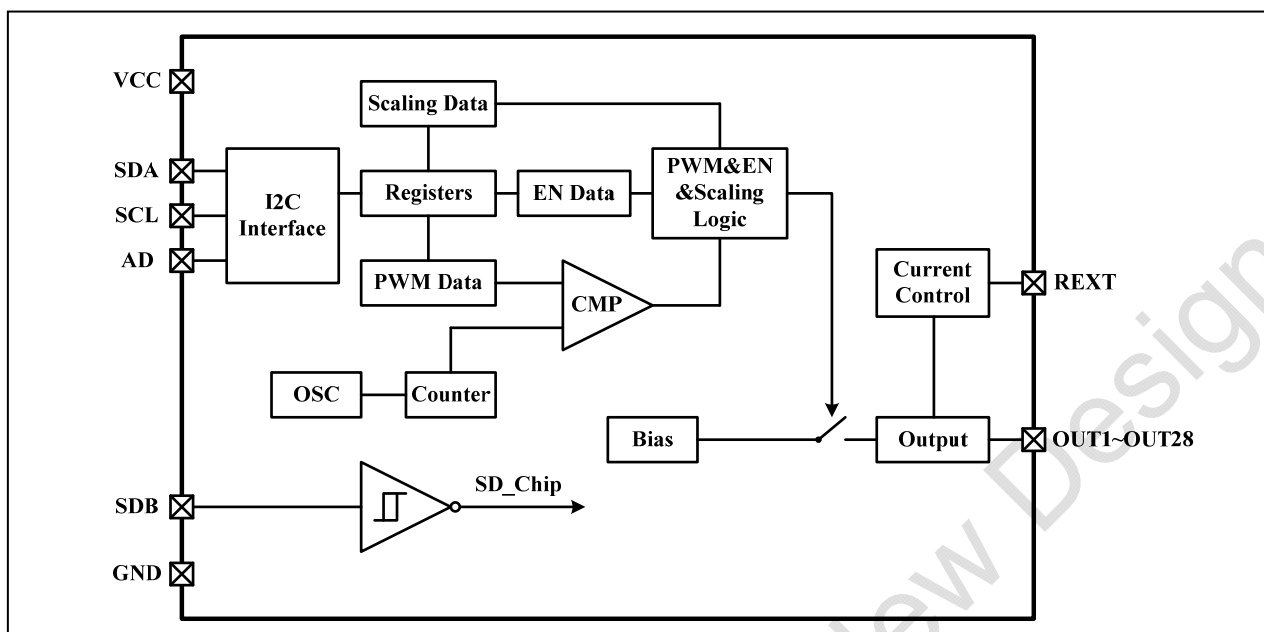 VCC
Scaling Data
SDA
I2C
Interface
Registers
EN Data
PWM&EN
&Scaling
Logic
SCL
AD
PWM Data
CMP
Current
Control
REXT
OSC
Counter
Bias
Output
OUT1~OUT28
SDB
SD_Chip
GND
Design